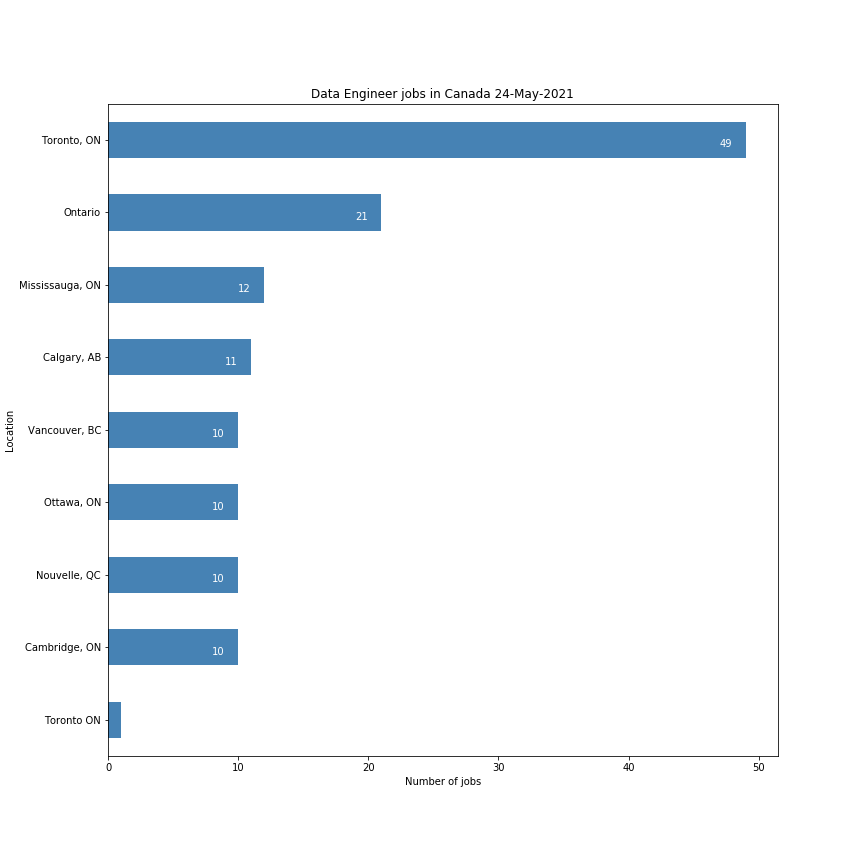 Data Engineer jobs in Canada 24-May-2021
Toronto, ON
49
Ontario
21
Mississauga, ON
12
Calgary, AB
11
Vancouver, BC
10
Ottawa, ON
10
Nouvelle, QC
10
Cambridge, ON
10
Toronto ON
Location
0 10 20 30 40 50
Number of jobs